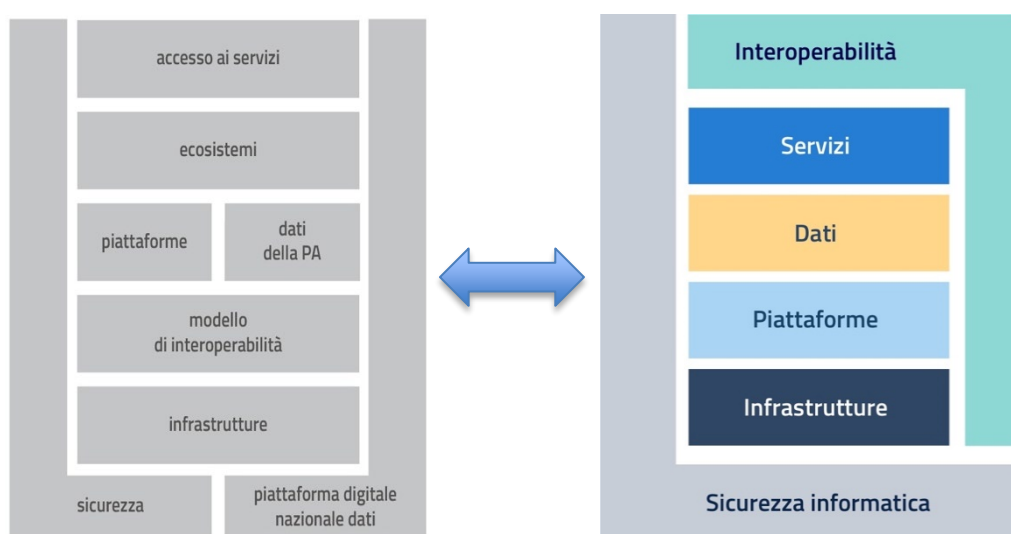 accesso ai servizi
ecosistemi
piattaforme
dati
della PA
modello
di interoperabilità
infrastrutture
sicurezza
piattaforma digitale
nazionale dati
Interoperabilità
Servizi
Dati
Piattaforme
Infrastrutture
Sicurezza informatica